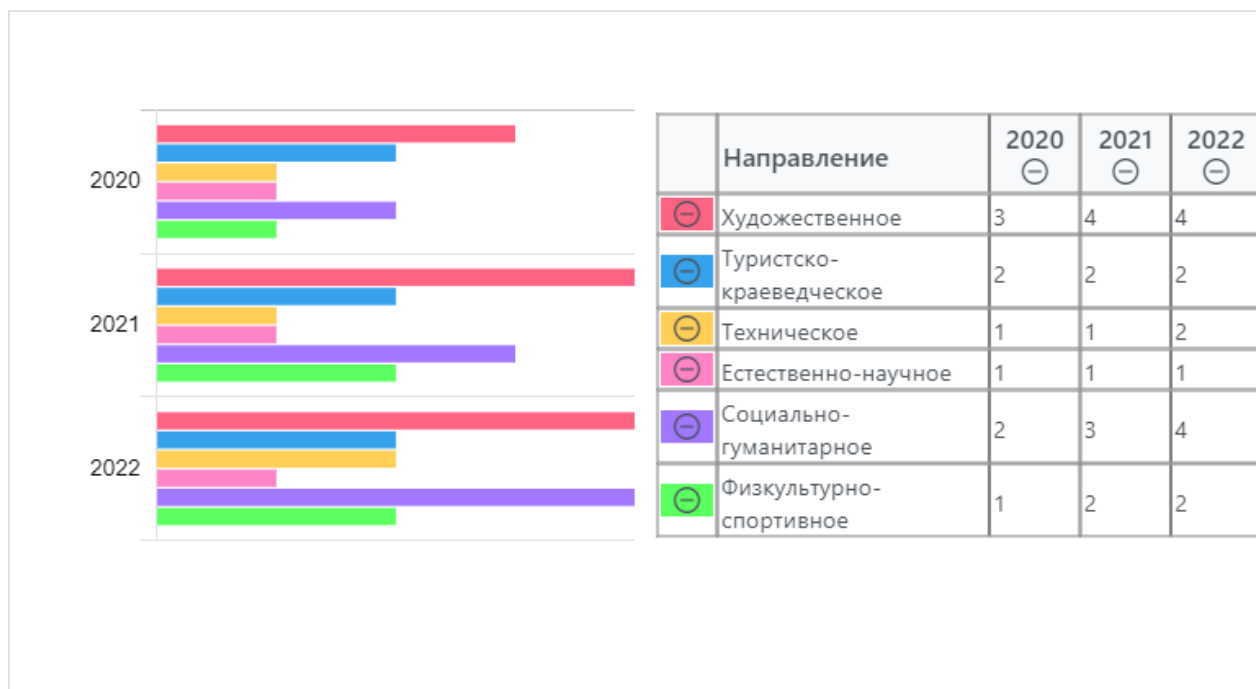 2020
2021
2022
Направление 2020 2021 2022
Художественное 3 4 4
Туристско-
краеведческое 2 2 2
Техническое 1 1 2
Естественно-научное 1 1 1
Социально-
гуманитарное 2 3 4
Физкультурно-
спортивное 1 2 2